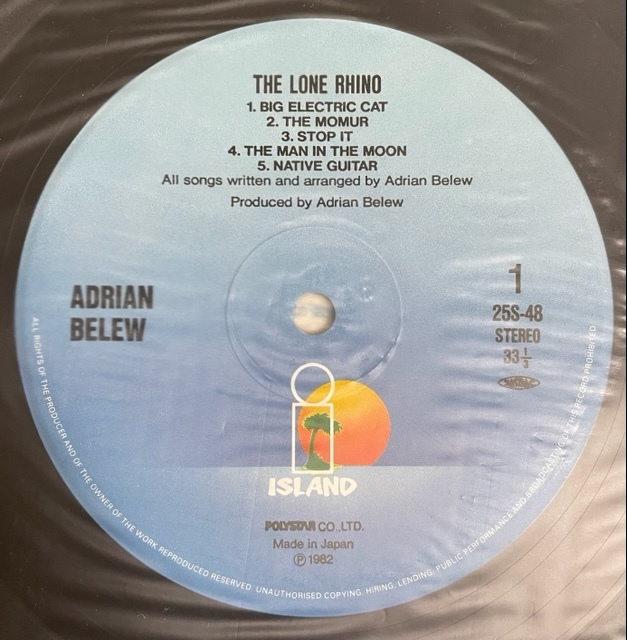 THE LONE RHINO
1. BIG ELECTRIC CAT
2. THE MOMUR
3. STOP IT
4. THE MAN IN THE MOON
5. NATIVE GUITAR
All songs written and arranged by Adrian Belew
Produced by Adrian Belew
ADRIAN
BELEW
1
25S-48
STEREO
33⅓
ISLAND
POLYSTAR CO.,LTD.
Made in Japan
Ⓟ 1982
ALL RIGHTS OF THE PRODUCER AND OF THE OWNER OF THE WORK REPRODUCED RESERVED. UNAUTHORISED COPYING, HIRING, LENDING, PUBLIC PERFORMANCE AND BROADCASTING OF THIS RECORD PROHIBITED.